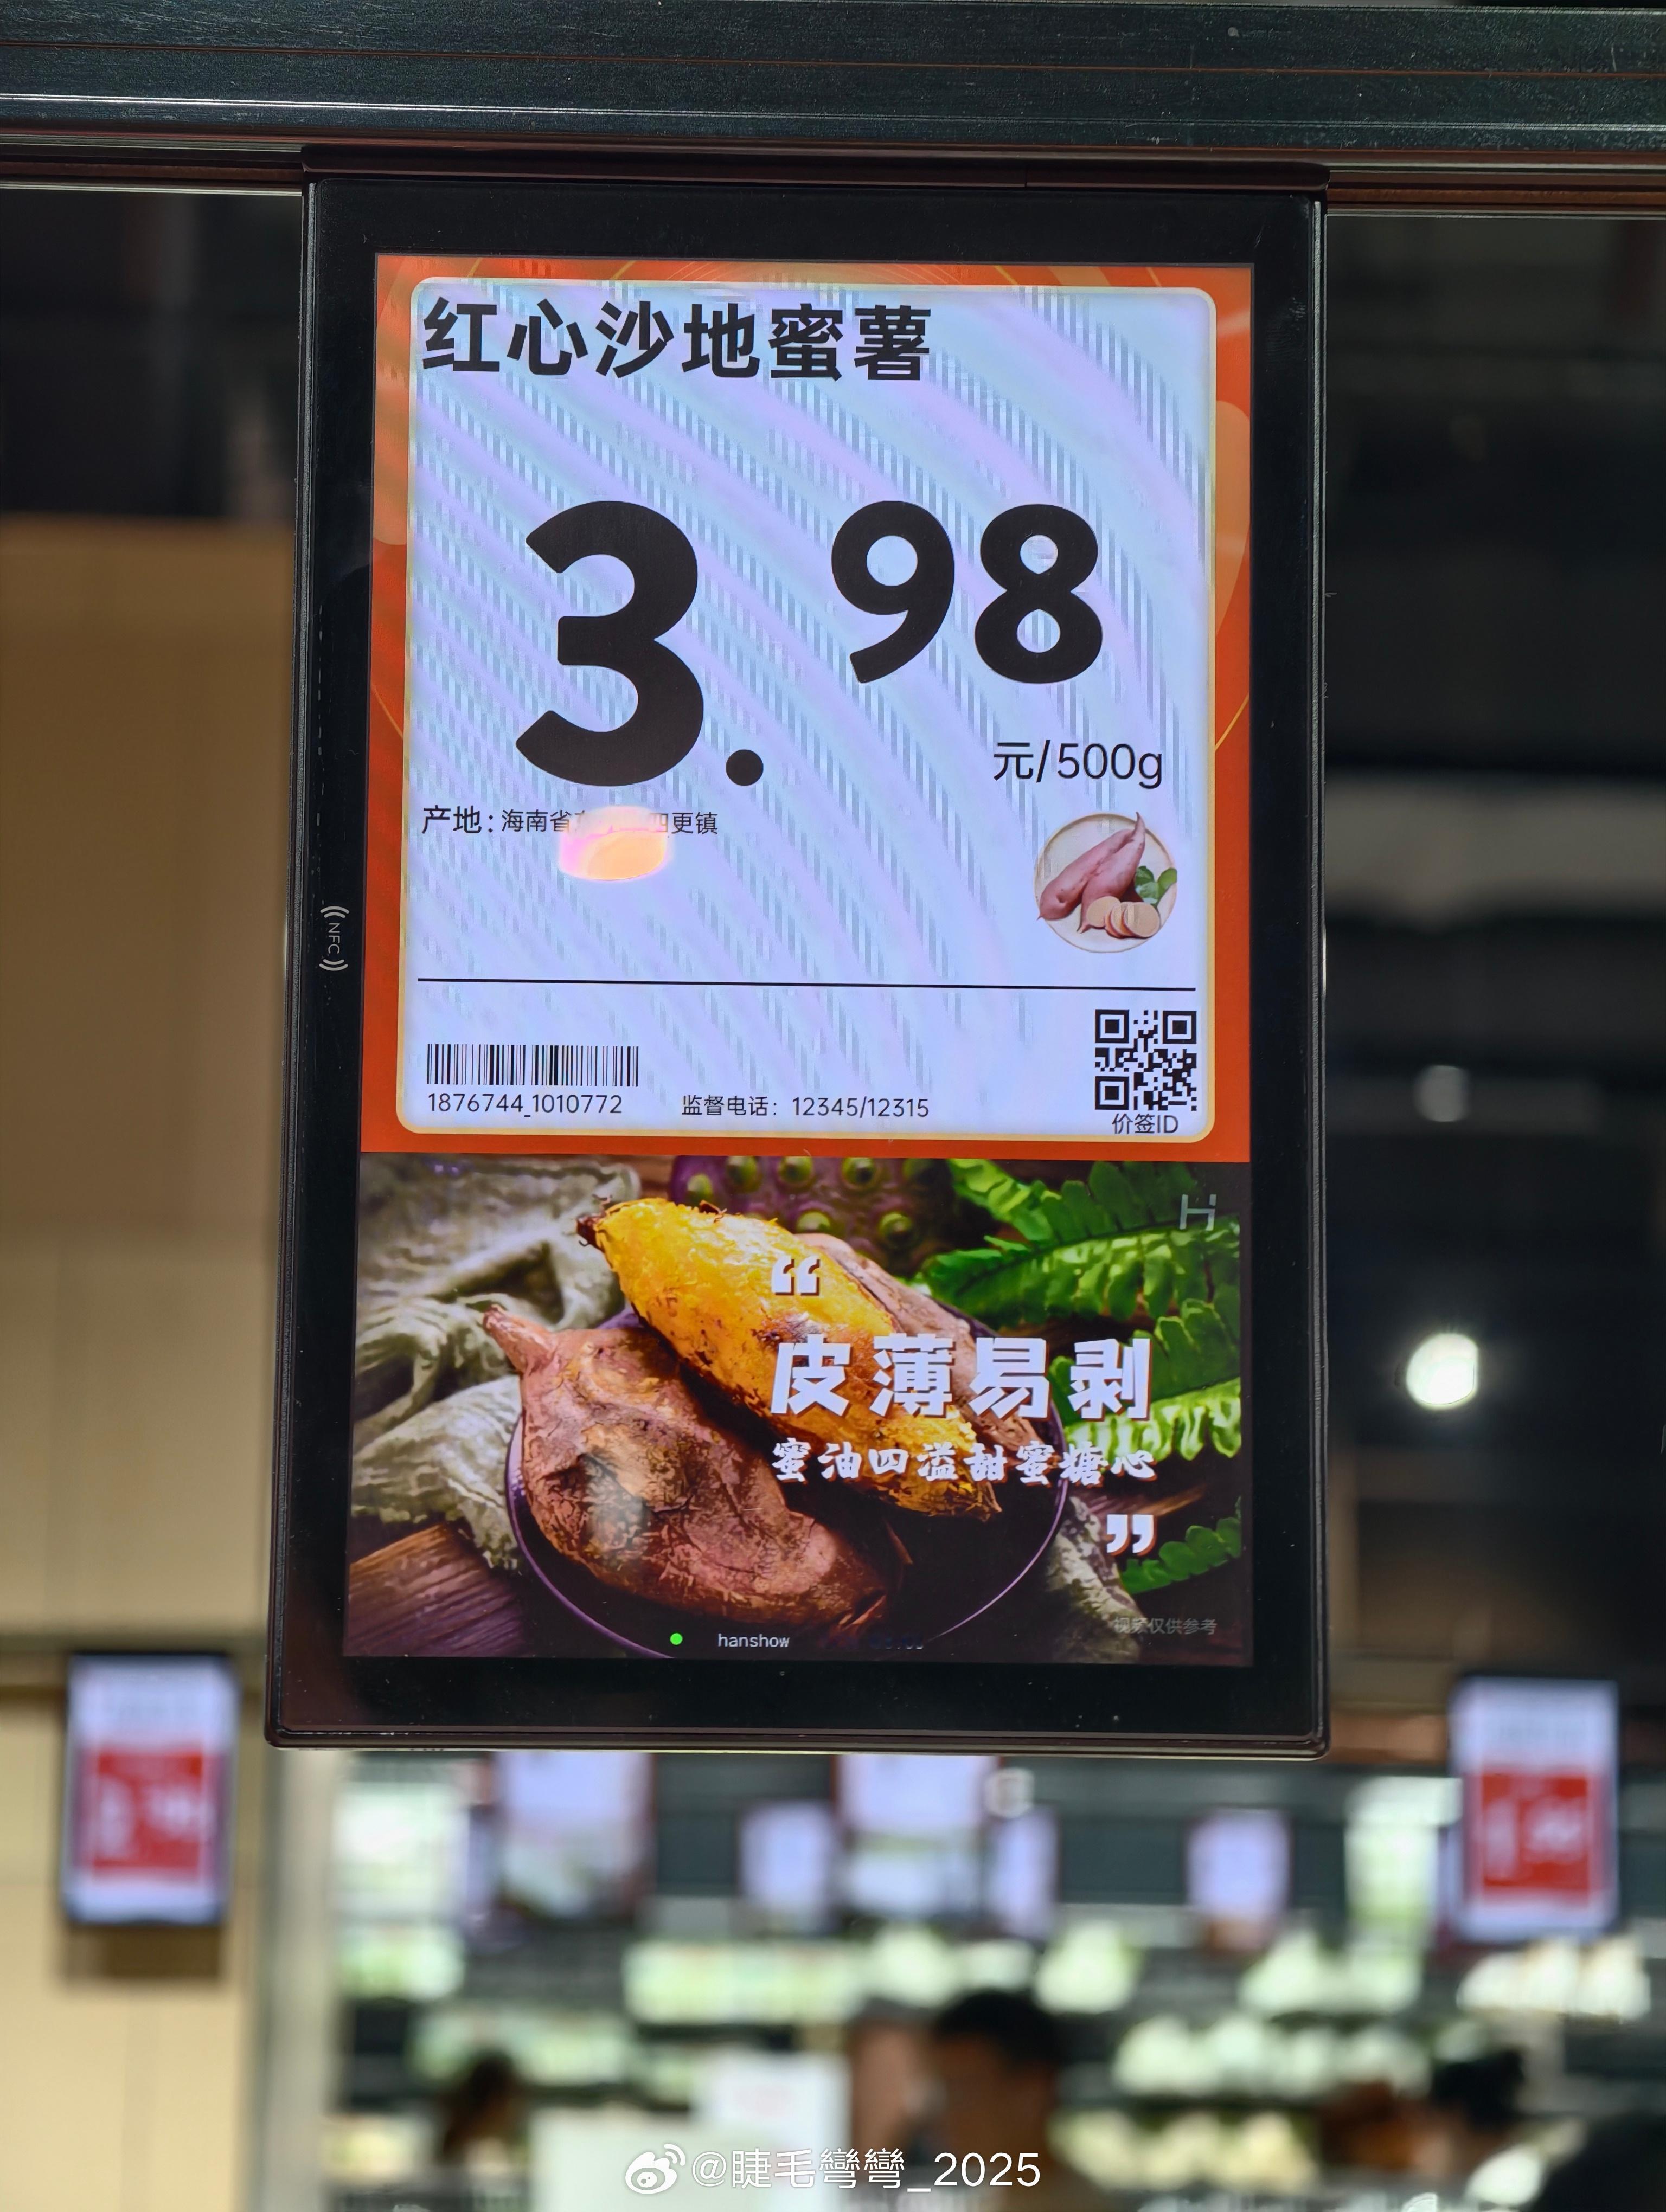 红心沙地蜜薯
3.98
元/500g
产地：海南省 四更镇
NFC
1876744_1010772
监督电话：12345/12315
价签ID
H
“
皮薄易剥
蜜油四溢甜蜜糖心
”
视频仅供参考
hanshow
@睫毛彎彎_2025